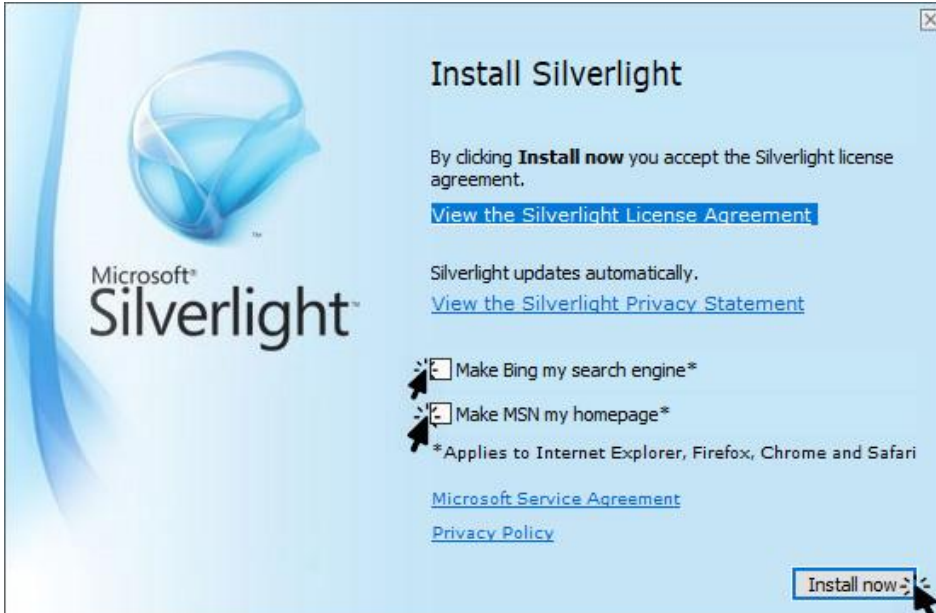 Install Silverlight
By clicking Install now you accept the Silverlight license
agreement.
View the Silverlight License Agreement
Microsoft®
Silverlight™
Silverlight updates automatically.
View the Silverlight Privacy Statement
Make Bing my search engine*
Make MSN my homepage*
*Applies to Internet Explorer, Firefox, Chrome and Safari
Microsoft Service Agreement
Privacy Policy
Install now